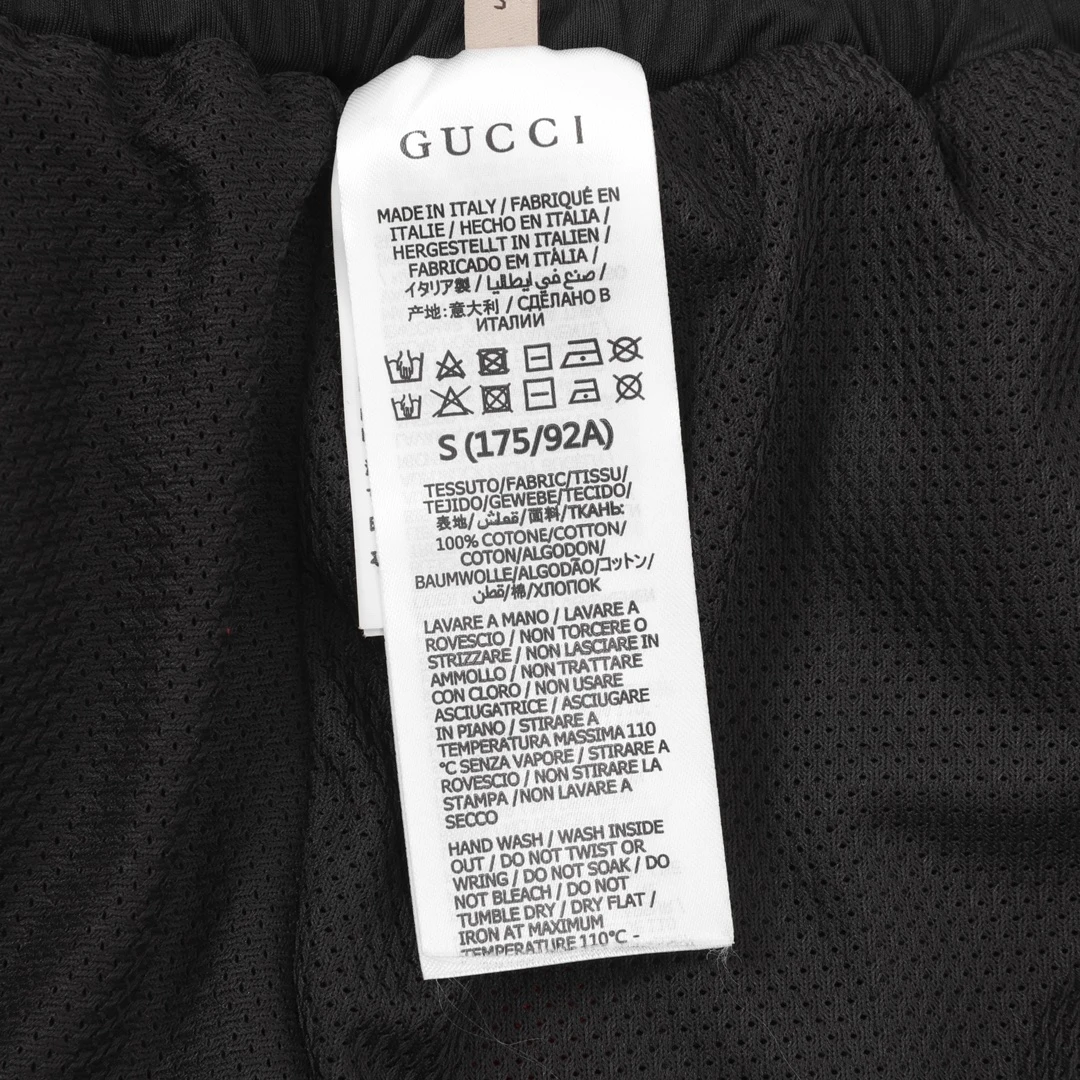 S
GUCCI
MADE IN ITALY / FABRIQUÉ EN
ITALIE / HECHO EN ITALIA /
HERGESTELLT IN ITALIEN /
FABRICADO EM ITÀLIA /
イタリア製 / صنع في إيطاليا /
产地:意大利 / СДЕЛАНО В
ИТАЛИИ
S (175/92A)
TESSUTO/FABRIC/TISSU/
TEJIDO/GEWEBE/TECIDO/
表地/قماش/面料/ТКАНЬ:
100% COTONE/COTTON/
COTON/ALGODON/
BAUMWOLLE/ALGODÃO/コットン/
قطن/棉/ХЛОПОК
LAVARE A MANO / LAVARE A
ROVESCIO / NON TORCERE O
STRIZZARE / NON LASCIARE IN
AMMOLLO / NON TRATTARE
CON CLORO / NON USARE
ASCIUGATRICE / ASCIUGARE
IN PIANO / STIRARE A
TEMPERATURA MASSIMA 110
°C SENZA VAPORE / STIRARE A
ROVESCIO / NON STIRARE LA
STAMPA /NON LAVARE A
SECCO
HAND WASH / WASH INSIDE
OUT / DO NOT TWIST OR
WRING / DO NOT SOAK / DO
NOT BLEACH / DO NOT
TUMBLE DRY / DRY FLAT /
IRON AT MAXIMUM
TEMPERATURE 110°C -